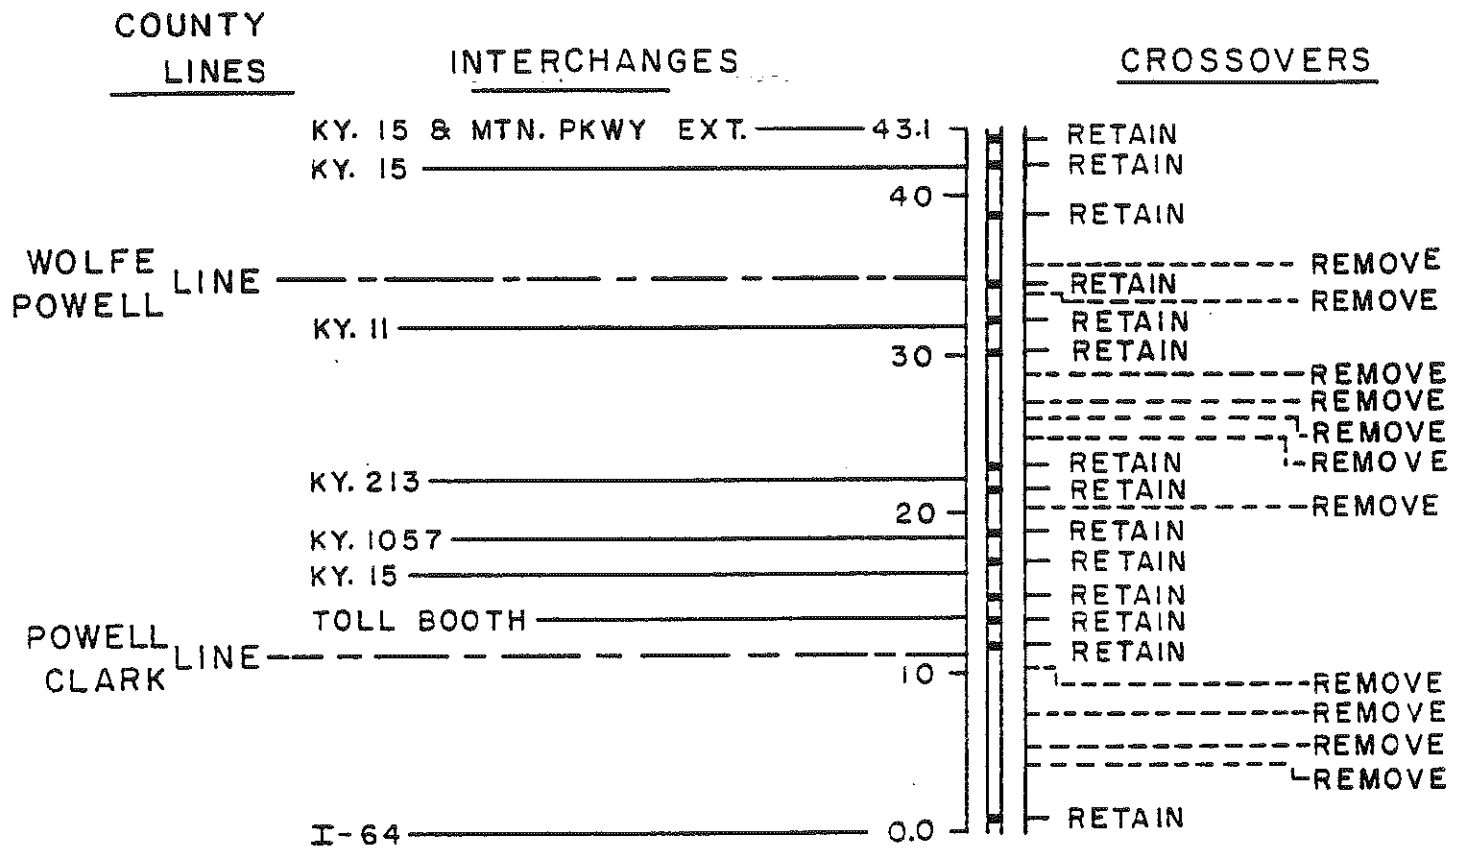 COUNTY
LINES
INTERCHANGES
CROSSOVERS
KY. 15 & MTN. PKWY EXT. 43.1 RETAIN
KY. 15 RETAIN
40
RETAIN
WOLFE
POWELL LINE
REMOVE
RETAIN
REMOVE
KY. 11 RETAIN
30 RETAIN
REMOVE
REMOVE
REMOVE
REMOVE
RETAIN
KY. 213 RETAIN
REMOVE
20
RETAIN
KY. 1057
RETAIN
KY. 15
RETAIN
TOLL BOOTH RETAIN
POWELL
CLARK LINE
RETAIN
10
REMOVE
REMOVE
REMOVE
REMOVE
RETAIN
I-64 0.0